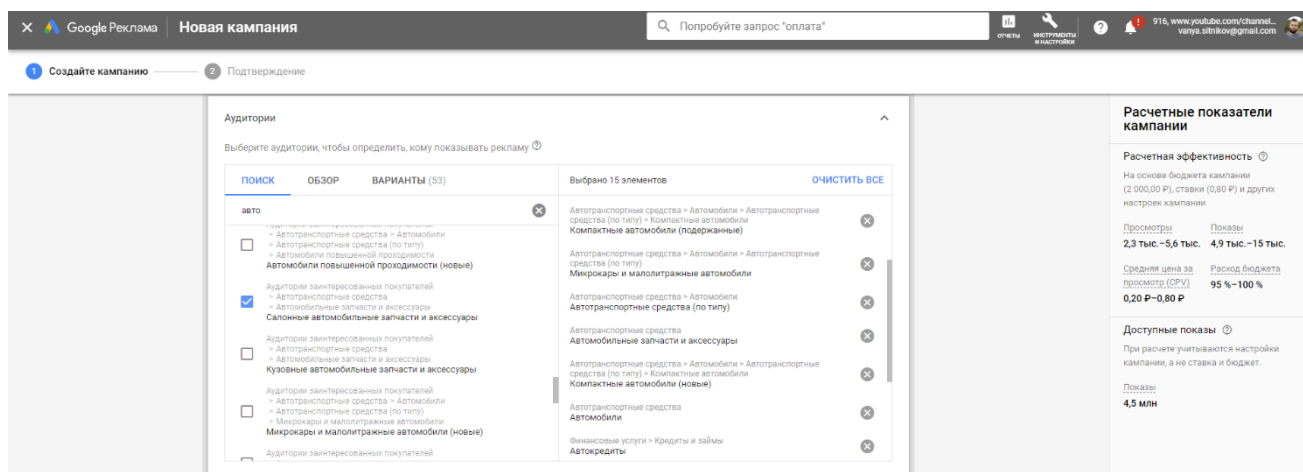 Google Реклама
Новая кампания
Попробуйте запрос "оплата"
ОТЧЕТЫ
ИНСТРУМЕНТЫ
И НАСТРОЙКИ
916, www.youtube.com/channel...
vanya.sitnikov@gmail.com
1 Создайте кампанию
2 Подтверждение
Аудитории
Выберите аудитории, чтобы определить, кому показывать рекламу
ПОИСК ОБЗОР ВАРИАНТЫ (53)
авто
> Автотранспортные средства > Автомобили
> Автотранспортные средства (по типу)
> Автомобили повышенной проходимости
Автомобили повышенной проходимости (новые)
Аудитории заинтересованных покупателей
> Автотранспортные средства
> Автомобильные запчасти и аксессуары
Салонные автомобильные запчасти и аксессуары
Аудитории заинтересованных покупателей
> Автотранспортные средства
> Автомобильные запчасти и аксессуары
Кузовные автомобильные запчасти и аксессуары
Аудитории заинтересованных покупателей
> Автотранспортные средства > Автомобили
> Автотранспортные средства (по типу)
> Микрокары и малолитражные автомобили
Микрокары и малолитражные автомобили (новые)
Аудитории заинтересованных покупателей
Выбрано 15 элементов
ОЧИСТИТЬ ВСЕ
Автотранспортные средства > Автомобили > Автотранспортные
средства (по типу) > Компактные автомобили
Компактные автомобили (подержанные)
Автотранспортные средства > Автомобили > Автотранспортные
средства (по типу)
Микрокары и малолитражные автомобили
Автотранспортные средства > Автомобили
Автотранспортные средства (по типу)
Автотранспортные средства
Автомобильные запчасти и аксессуары
Автотранспортные средства > Автомобили > Автотранспортные
средства (по типу) > Компактные автомобили
Компактные автомобили (новые)
Автотранспортные средства
Автомобили
Финансовые услуги > Кредиты и займы
Автокредиты
Расчетные показатели
кампании
Расчетная эффективность
На основе бюджета кампании
(2 000,00 ₽), ставки (0,80 ₽) и других
настроек кампании
Просмотры Показы
2,3 тыс.–5,6 тыс. 4,9 тыс.–15 тыс.
Средняя цена за Расход бюджета
просмотр (CPV) 95 %–100 %
0,20 ₽–0,80 ₽
Доступные показы
При расчете учитываются настройки
кампании, а не ставка и бюджет.
Показы
4,5 млн